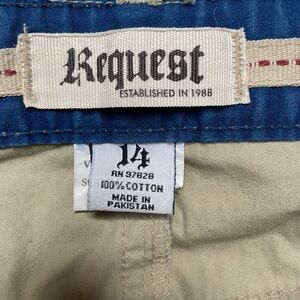 Request
ESTABLISHED IN 1988
14
RN 97628
100% COTTON
MADE IN
PAKISTAN